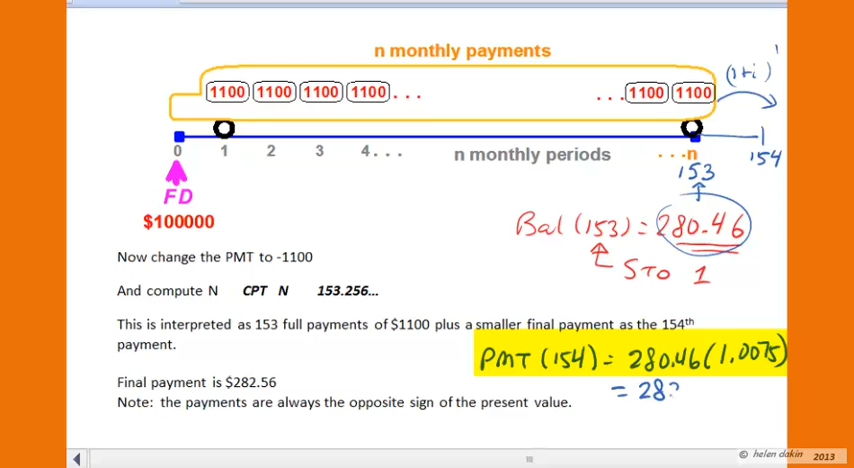 n monthly payments
(1+i)¹
1100 1100 1100 1100 . . . . . . 1100 1100
0 1 2 3 4 . . . n monthly periods . . . n 154
153
FD
$100000
Bal (153) = 280.46
STO 1
Now change the PMT to -1100
And compute N CPT N 153.256...
This is interpreted as 153 full payments of $1100 plus a smaller final payment as the 154th
payment.
PMT (154) = 280.46 (1.0075)
= 28
Final payment is $282.56
Note: the payments are always the opposite sign of the present value.
© helen dakin 2013